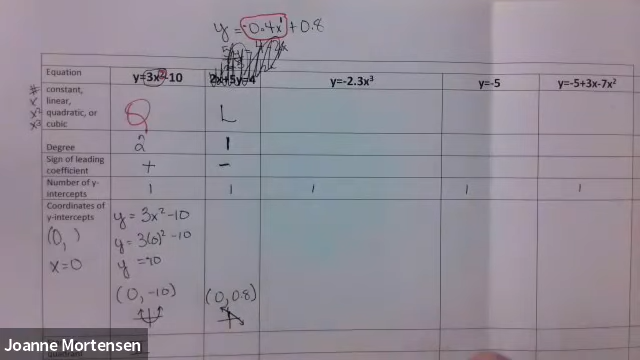 y = -0.4x¹ + 0.8
Equation y=3x²-10 2x+5y=4 y=-2.3x³ y=-5 y=-5+3x-7x²
# constant,
x linear,
x² quadratic, or
x³ cubic
Q L
Degree 2 1
Sign of leading
coefficient + -
Number of y-
intercepts 1 1 1 1 1
Coordinates of
y-intercepts
(0, )
x=0
y = 3x²-10
y = 3(0)²-10
y = -10
(0, -10) (0, 0.8)
quadrant
Joanne Mortensen